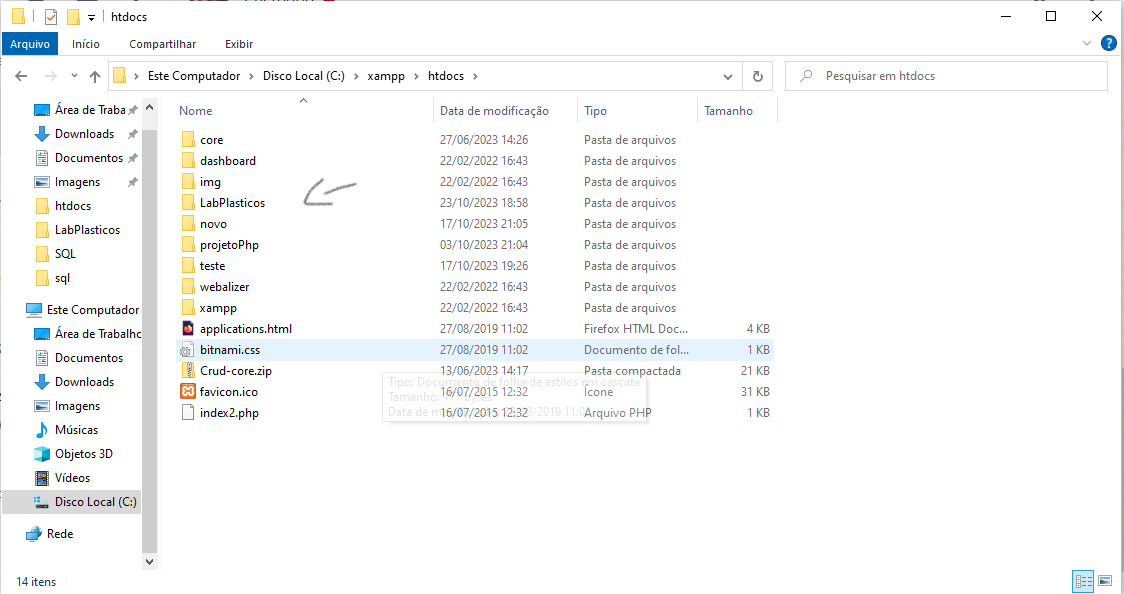 htdocs
Arquivo Início Compartilhar Exibir
Este Computador Disco Local (C:) xampp htdocs
Pesquisar em htdocs
Área de Traba
Downloads
Documentos
Imagens
htdocs
LabPlasticos
SQL
sql
Este Computador
Área de Trabalho
Documentos
Downloads
Imagens
Músicas
Objetos 3D
Vídeos
Disco Local (C:)
Rede
Nome Data de modificação Tipo Tamanho
core 27/06/2023 14:26 Pasta de arquivos
dashboard 22/02/2022 16:43 Pasta de arquivos
img 22/02/2022 16:43 Pasta de arquivos
LabPlasticos 23/10/2023 18:58 Pasta de arquivos
novo 17/10/2023 21:05 Pasta de arquivos
projetoPhp 03/10/2023 21:04 Pasta de arquivos
teste 17/10/2023 19:26 Pasta de arquivos
webalizer 22/02/2022 16:43 Pasta de arquivos
xampp 22/02/2022 16:43 Pasta de arquivos
applications.html 27/08/2019 11:02 Firefox HTML Doc... 4 KB
bitnami.css 27/08/2019 11:02 Documento de fol... 1 KB
Crud-core.zip 13/06/2023 14:17 Pasta compactada 21 KB
favicon.ico 16/07/2015 12:32 Ícone 31 KB
index2.php 16/07/2015 12:32 Arquivo PHP 1 KB
Tipo: Documento de folha de estilos em cascata
Tamanho:
Data de
14 itens